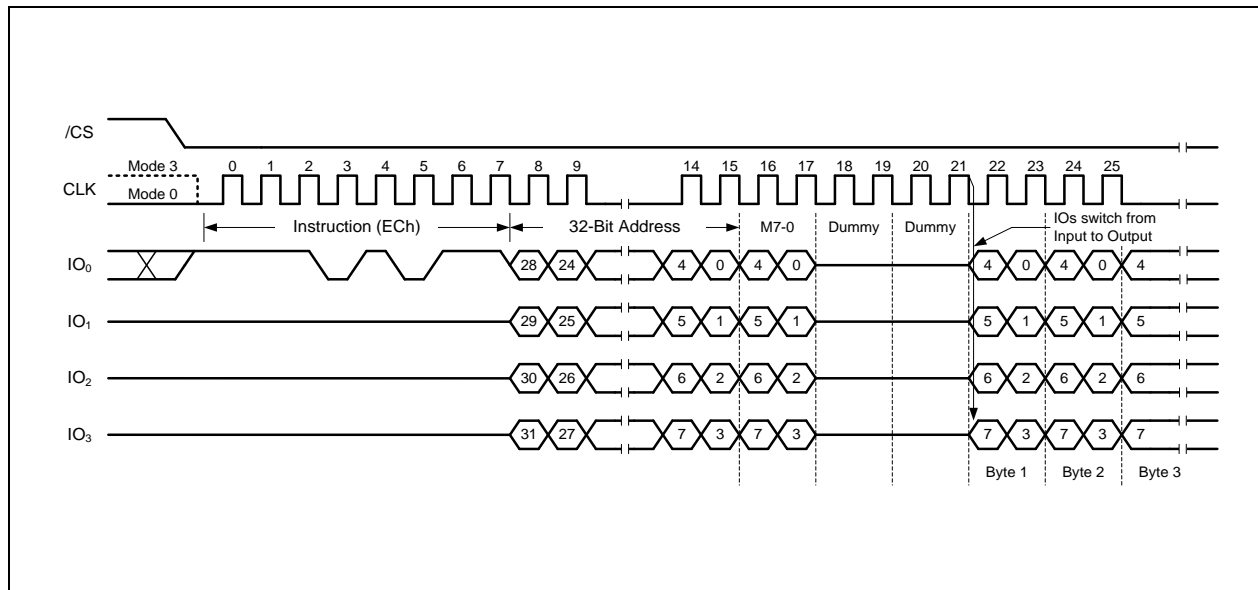 /CS
Mode 3 0 1 2 3 4 5 6 7 8 9 14 15 16 17 18 19 20 21 22 23 24 25
CLK
Mode 0
Instruction (ECh) 32-Bit Address M7-0 Dummy Dummy IOs switch from
Input to Output
IO₀ 28 24 4 0 4 0 4 0 4 0 4
IO₁ 29 25 5 1 5 1 5 1 5 1 5
IO₂ 30 26 6 2 6 2 6 2 6 2 6
IO₃ 31 27 7 3 7 3 7 3 7 3 7
Byte 1 Byte 2 Byte 3